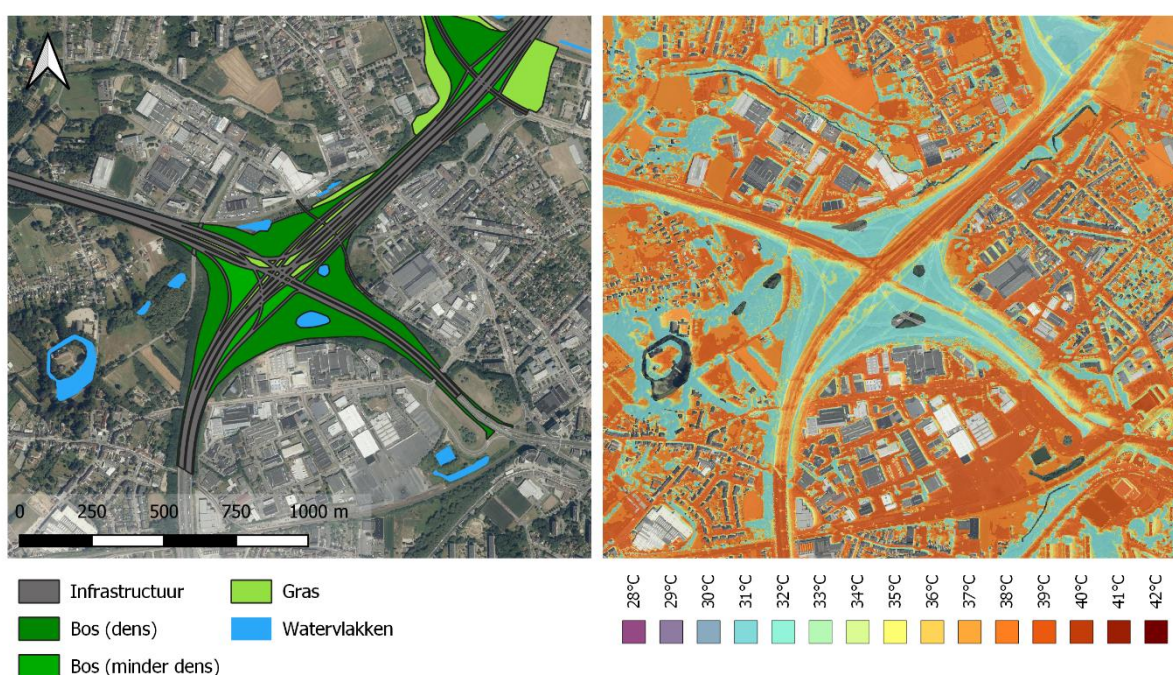 0 250 500 750 1000 m
Infrastructuur
Gras
Bos (dens)
Watervlakken
Bos (minder dens)
28°C 29°C 30°C 31°C 32°C 33°C 34°C 35°C 36°C 37°C 38°C 39°C 40°C 41°C 42°C